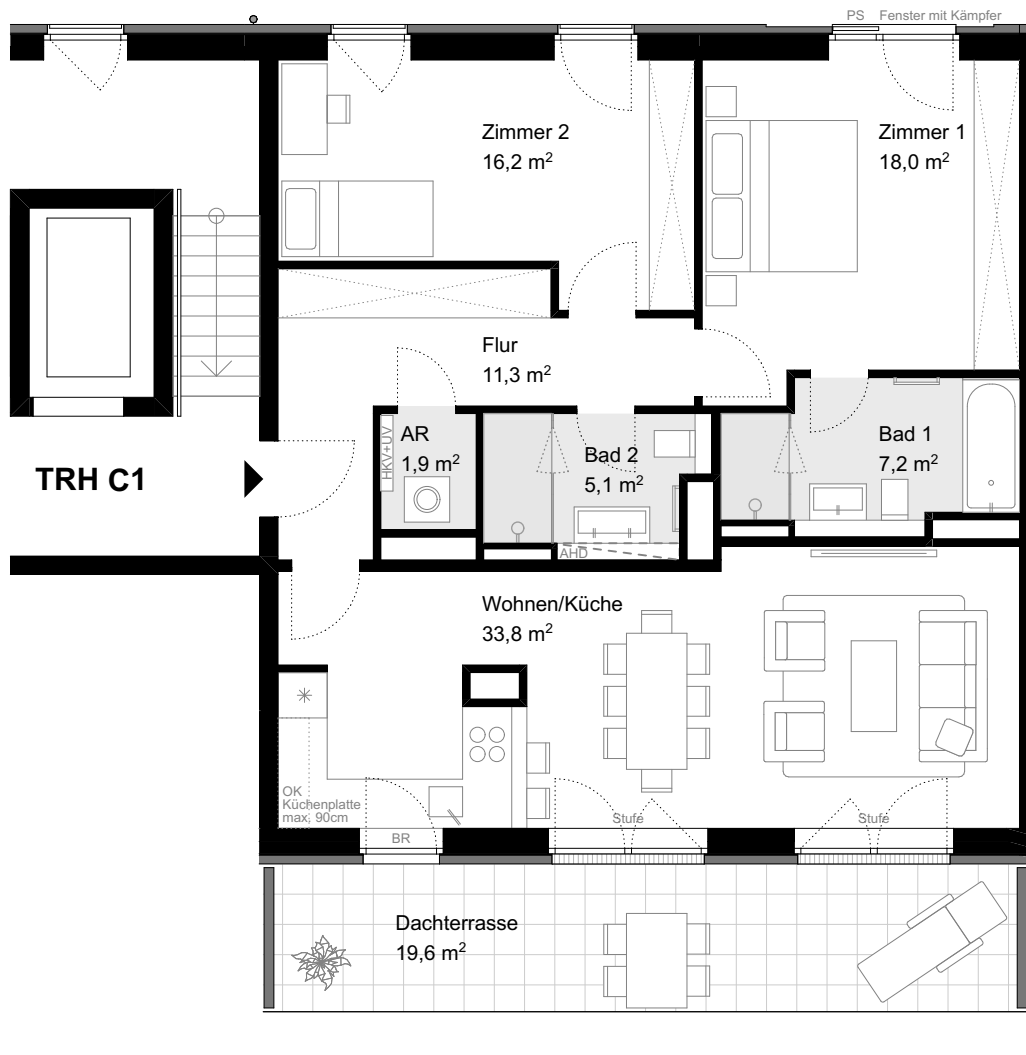 PS Fenster mit Kämpfer
Zimmer 2
16,2 m²
Zimmer 1
18,0 m²
Flur
11,3 m²
HKV+UV
AR
1,9 m²
Bad 2
5,1 m²
Bad 1
7,2 m²
TRH C1
AHD
Wohnen/Küche
33,8 m²
OK
Küchenplatte
max. 90cm
BR
Stufe
Stufe
Dachterrasse
19,6 m²